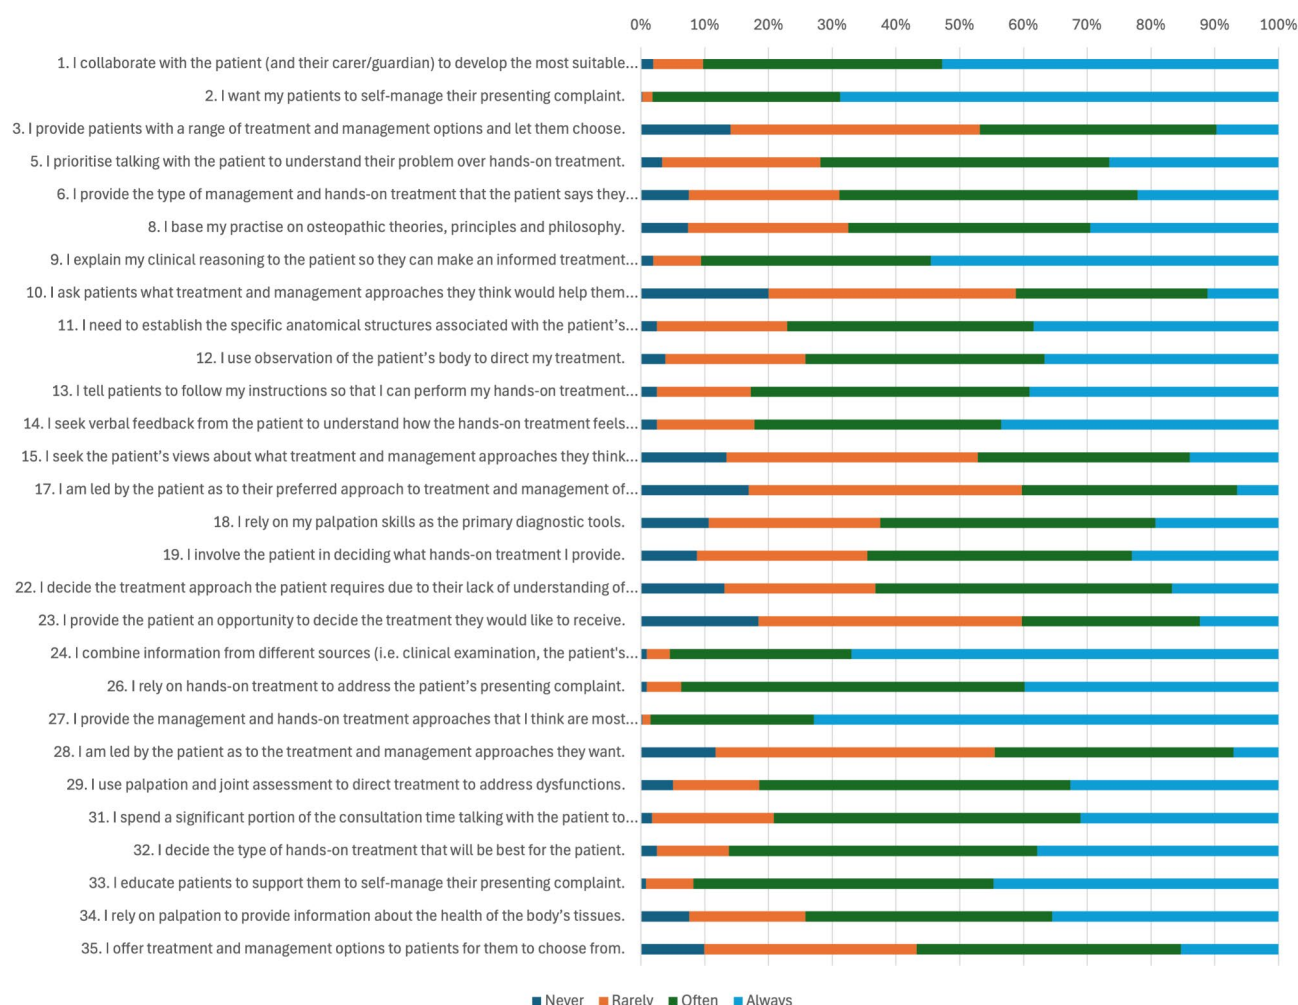 0% 10% 20% 30% 40% 50% 60% 70% 80% 90% 100%
1. I collaborate with the patient (and their carer/guardian) to develop the most suitable...
2. I want my patients to self-manage their presenting complaint.
3. I provide patients with a range of treatment and management options and let them choose.
5. I prioritise talking with the patient to understand their problem over hands-on treatment.
6. I provide the type of management and hands-on treatment that the patient says they...
8. I base my practise on osteopathic theories, principles and philosophy.
9. I explain my clinical reasoning to the patient so they can make an informed treatment...
10. I ask patients what treatment and management approaches they think would help them...
11. I need to establish the specific anatomical structures associated with the patient’s...
12. I use observation of the patient’s body to direct my treatment.
13. I tell patients to follow my instructions so that I can perform my hands-on treatment...
14. I seek verbal feedback from the patient to understand how the hands-on treatment feels...
15. I seek the patient’s views about what treatment and management approaches they think...
17. I am led by the patient as to their preferred approach to treatment and management of...
18. I rely on my palpation skills as the primary diagnostic tools.
19. I involve the patient in deciding what hands-on treatment I provide.
22. I decide the treatment approach the patient requires due to their lack of understanding of...
23. I provide the patient an opportunity to decide the treatment they would like to receive.
24. I combine information from different sources (i.e. clinical examination, the patient's...
26. I rely on hands-on treatment to address the patient’s presenting complaint.
27. I provide the management and hands-on treatment approaches that I think are most...
28. I am led by the patient as to the treatment and management approaches they want.
29. I use palpation and joint assessment to direct treatment to address dysfunctions.
31. I spend a significant portion of the consultation time talking with the patient to...
32. I decide the type of hands-on treatment that will be best for the patient.
33. I educate patients to support them to self-manage their presenting complaint.
34. I rely on palpation to provide information about the health of the body’s tissues.
35. I offer treatment and management options to patients for them to choose from.
Never Rarely Often Always